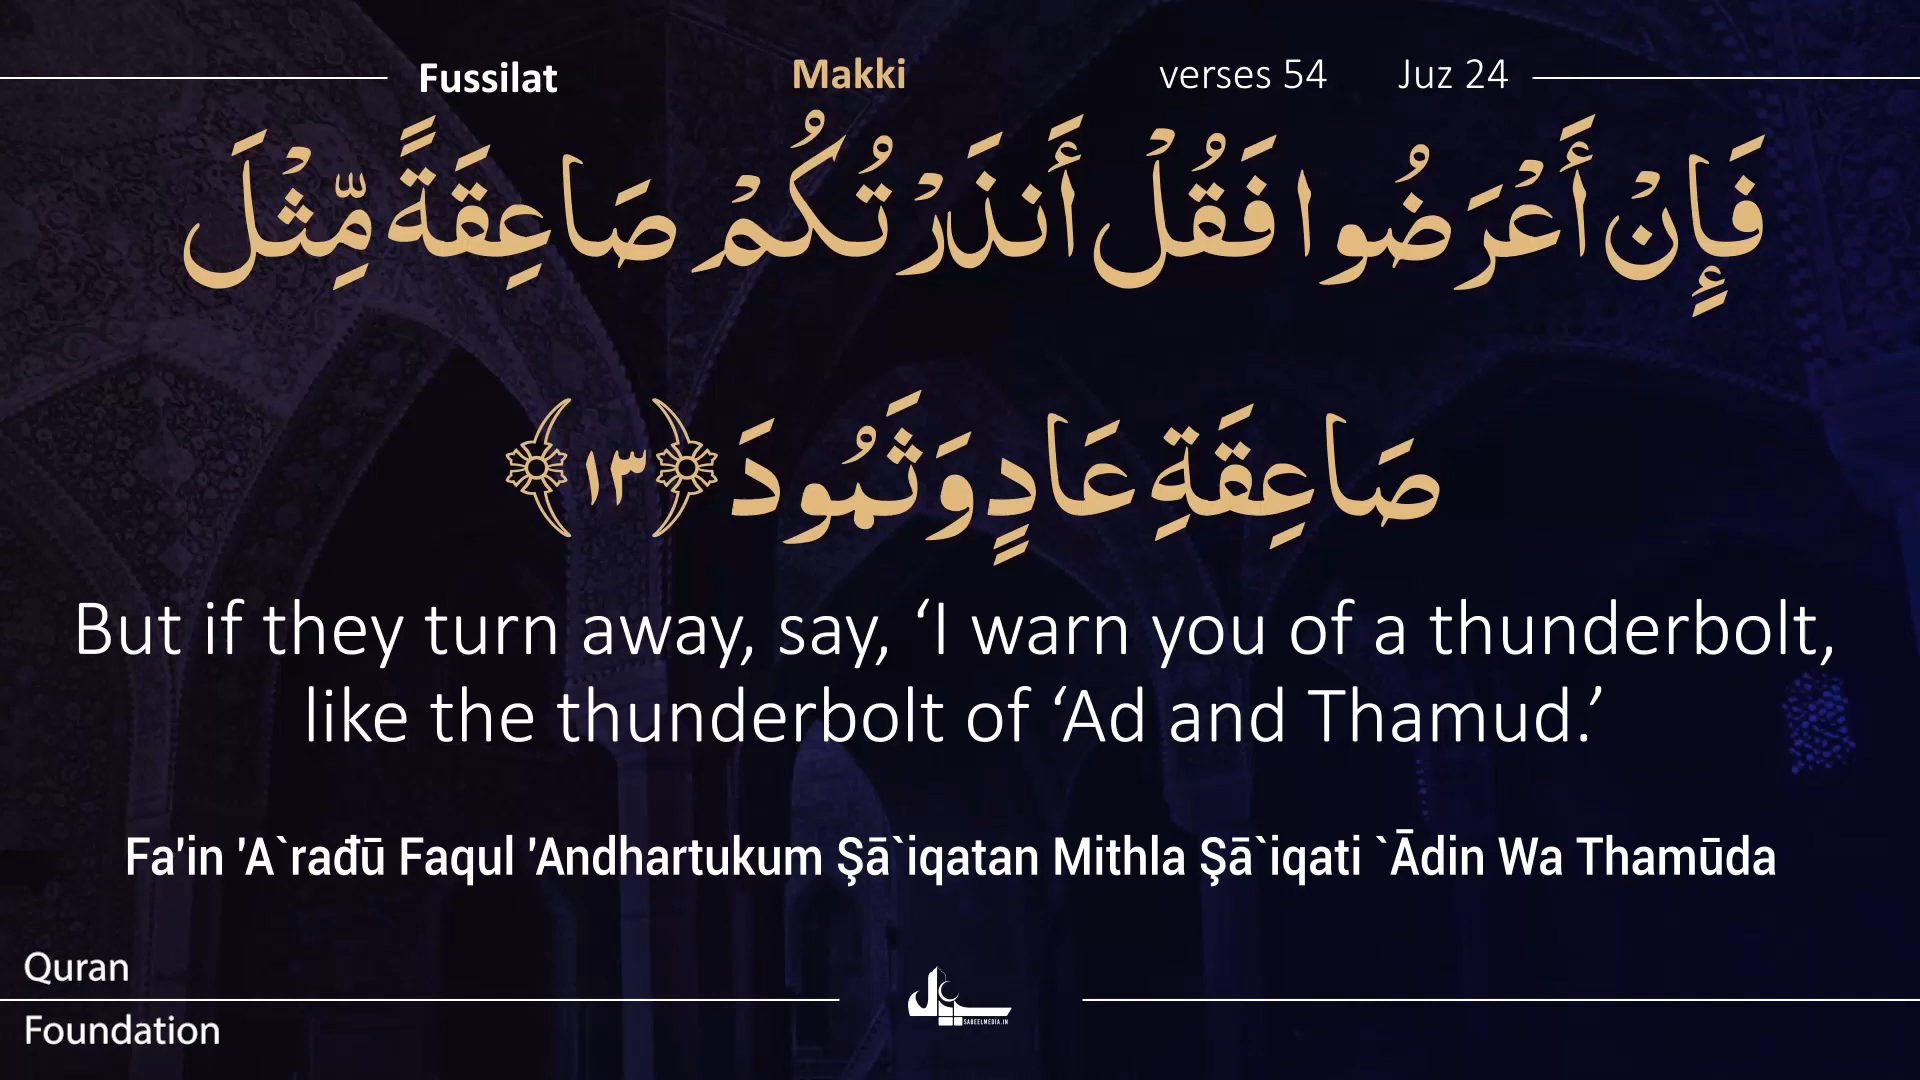 Fussilat Makki verses 54 Juz 24
فَإِنْ أَعْرَضُوا فَقُلْ أَنذَرْتُكُمْ صَاعِقَةً مِّثْلَ
صَاعِقَةِ عَادٍ وَثَمُودَ ﴿١٣﴾
But if they turn away, say, ‘I warn you of a thunderbolt,
like the thunderbolt of ‘Ad and Thamud.’
Fa'in 'A`rađū Faqul 'Andhartukum Şā`iqatan Mithla Şā`iqati `Ādin Wa Thamūda
Quran
Foundation
SABEELMEDIA.IN